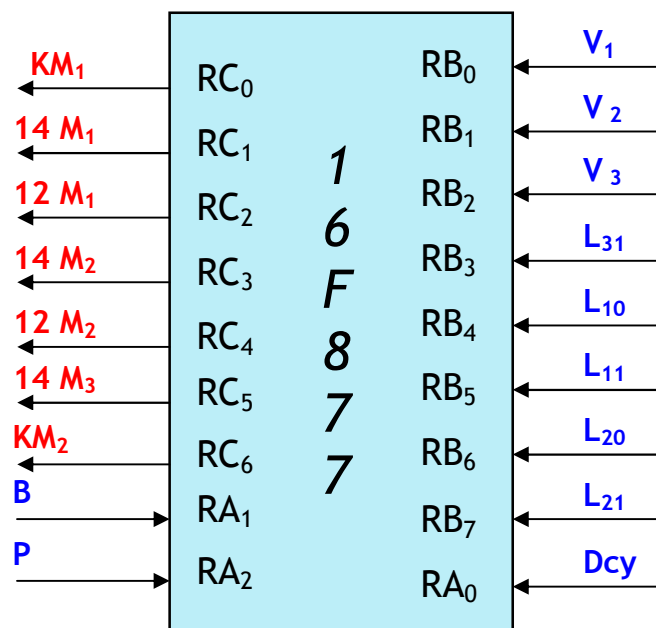 KM₁ RC₀ RB₀ V₁
14 M₁ RC₁ RB₁ V₂
12 M₁ RC₂ RB₂ V₃
14 M₂ RC₃ RB₃ L₃₁
12 M₂ RC₄ RB₄ L₁₀
14 M₃ RC₅ RB₅ L₁₁
KM₂ RC₆ RB₆ L₂₀
B RA₁ RB₇ L₂₁
P RA₂ RA₀ Dcy
1
6
F
8
7
7